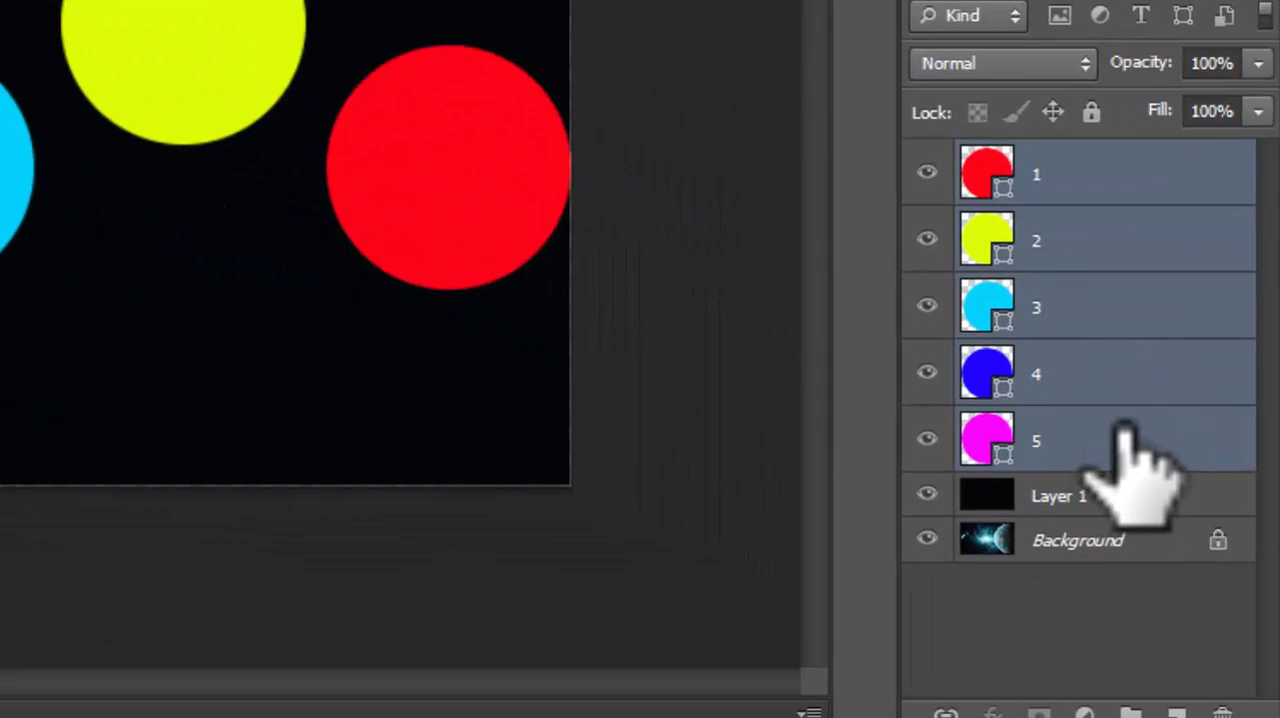 Kind
Normal
Opacity: 100%
Lock:
Fill: 100%
1
2
3
4
5
Layer 1
Background